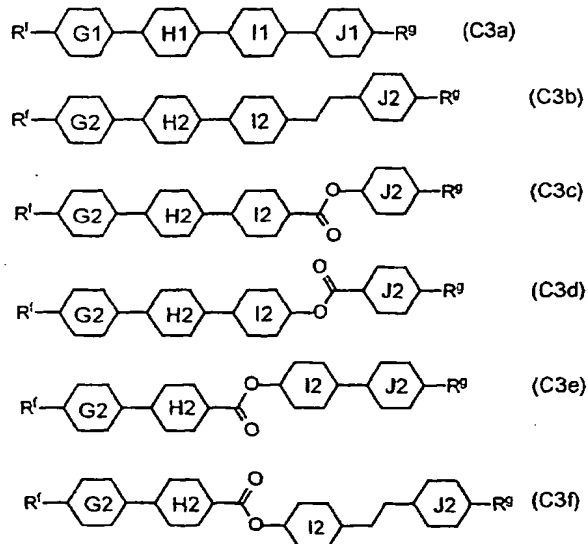 Rᶠ G1 H1 I1 J1 Rᵍ (C3a)
Rᶠ G2 H2 I2 J2 Rᵍ (C3b)
Rᶠ G2 H2 I2 O O J2 Rᵍ (C3c)
Rᶠ G2 H2 I2 O O J2 Rᵍ (C3d)
Rᶠ G2 H2 O O I2 J2 Rᵍ (C3e)
Rᶠ G2 H2 O O I2 J2 Rᵍ (C3f)